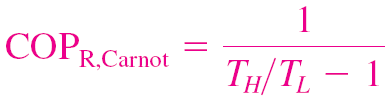 COP_R,Carnot = 1 / (T_H/T_L − 1)